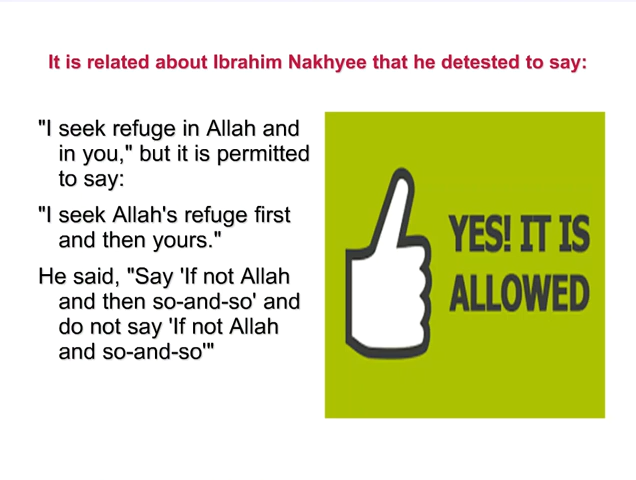 It is related about Ibrahim Nakhyee that he detested to say:
"I seek refuge in Allah and
in you," but it is permitted
to say:
"I seek Allah's refuge first
and then yours."
He said, "Say 'If not Allah
and then so-and-so' and
do not say 'If not Allah
and so-and-so'"
YES! IT IS
ALLOWED